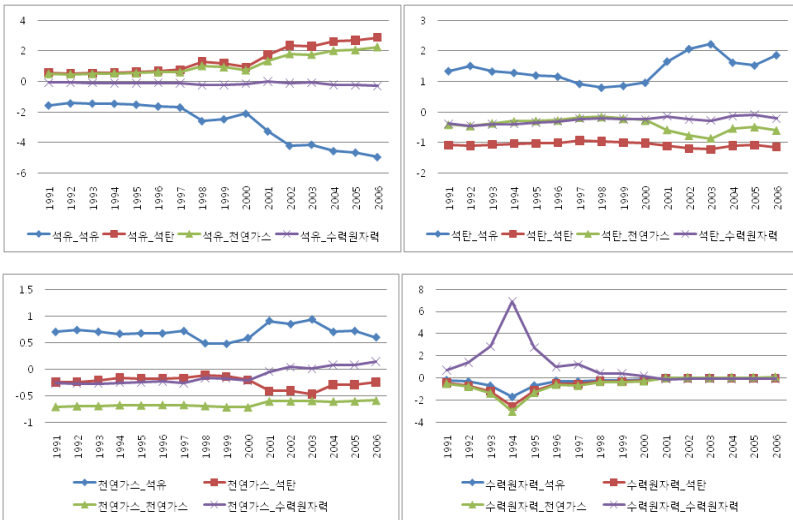 4
2
0
-2
-4
-6
1991 1992 1993 1994 1995 1996 1997 1998 1999 2000 2001 2002 2003 2004 2005 2006
석유_석유 석유_석탄 석유_천연가스 석유_수력원자력
3
2
1
0
-1
-2
1991 1992 1993 1994 1995 1996 1997 1998 1999 2000 2001 2002 2003 2004 2005 2006
석탄_석유 석탄_석탄 석탄_천연가스 석탄_수력원자력
1.5
1
0.5
0
-0.5
-1
1991 1992 1993 1994 1995 1996 1997 1998 1999 2000 2001 2002 2003 2004 2005 2006
천연가스_석유 천연가스_석탄
천연가스_천연가스 천연가스_수력원자력
8
6
4
2
0
-2
-4
1991 1992 1993 1994 1995 1996 1997 1998 1999 2000 2001 2002 2003 2004 2005 2006
수력원자력_석유 수력원자력_석탄
수력원자력_천연가스 수력원자력_수력원자력